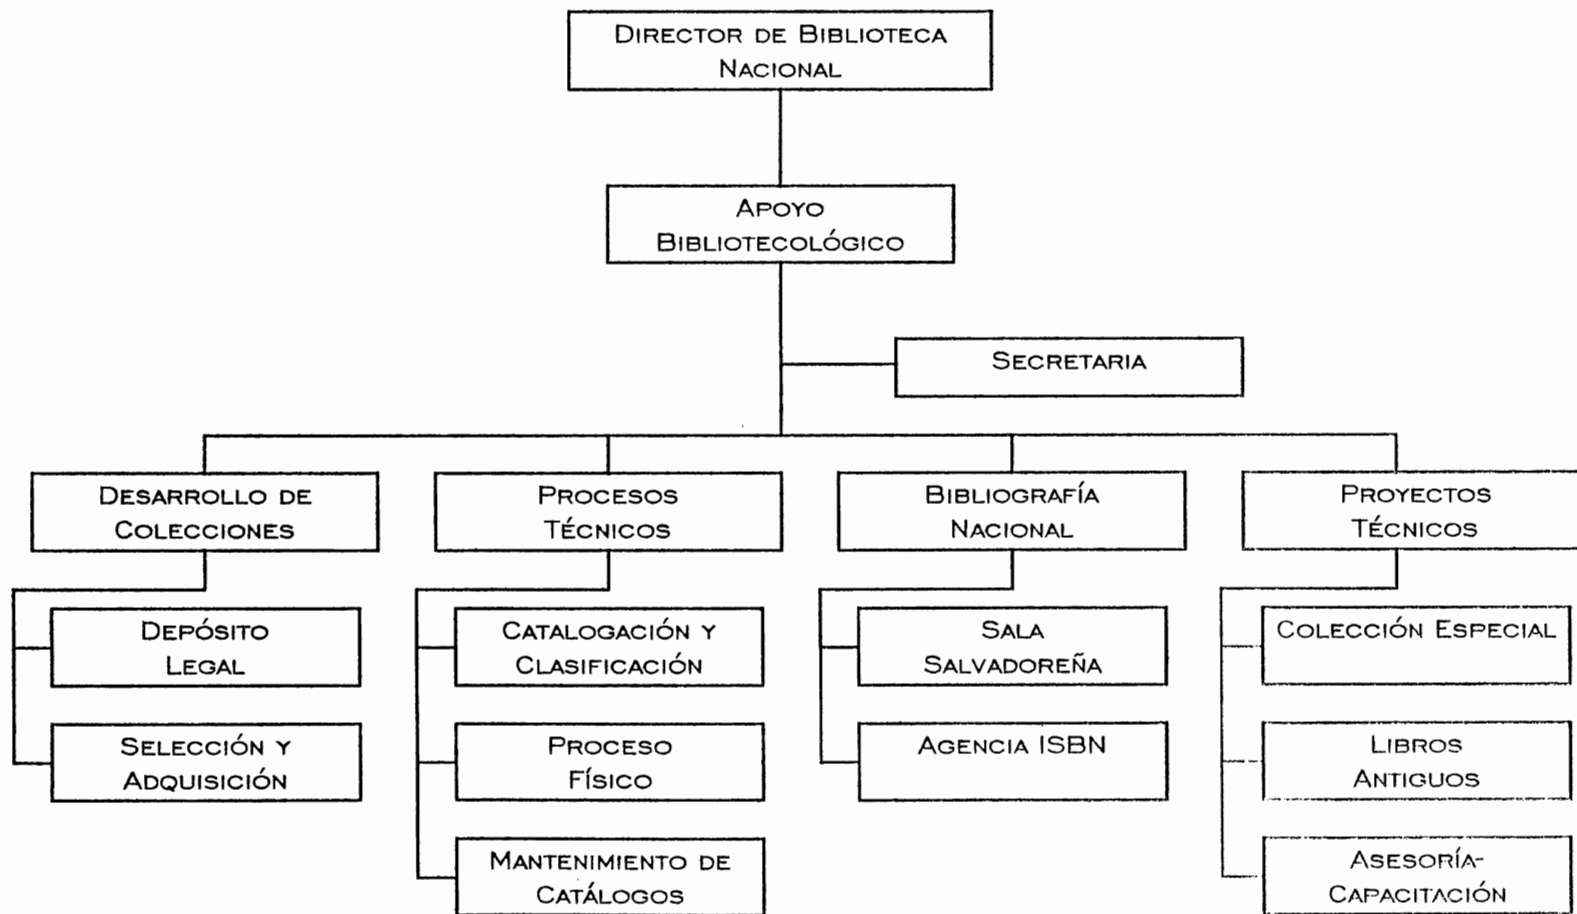 DIRECTOR DE BIBLIOTECA
NACIONAL
APOYO
BIBLIOTECOLÓGICO
SECRETARIA
DESARROLLO DE
COLECCIONES
PROCESOS
TÉCNICOS
BIBLIOGRAFÍA
NACIONAL
PROYECTOS
TÉCNICOS
DEPÓSITO
LEGAL
SELECCIÓN Y
ADQUISICIÓN
CATALOGACIÓN Y
CLASIFICACIÓN
PROCESO
FÍSICO
MANTENIMIENTO DE
CATÁLOGOS
SALA
SALVADOREÑA
AGENCIA ISBN
COLECCIÓN ESPECIAL
LIBROS
ANTIGUOS
ASESORÍA-
CAPACITACIÓN